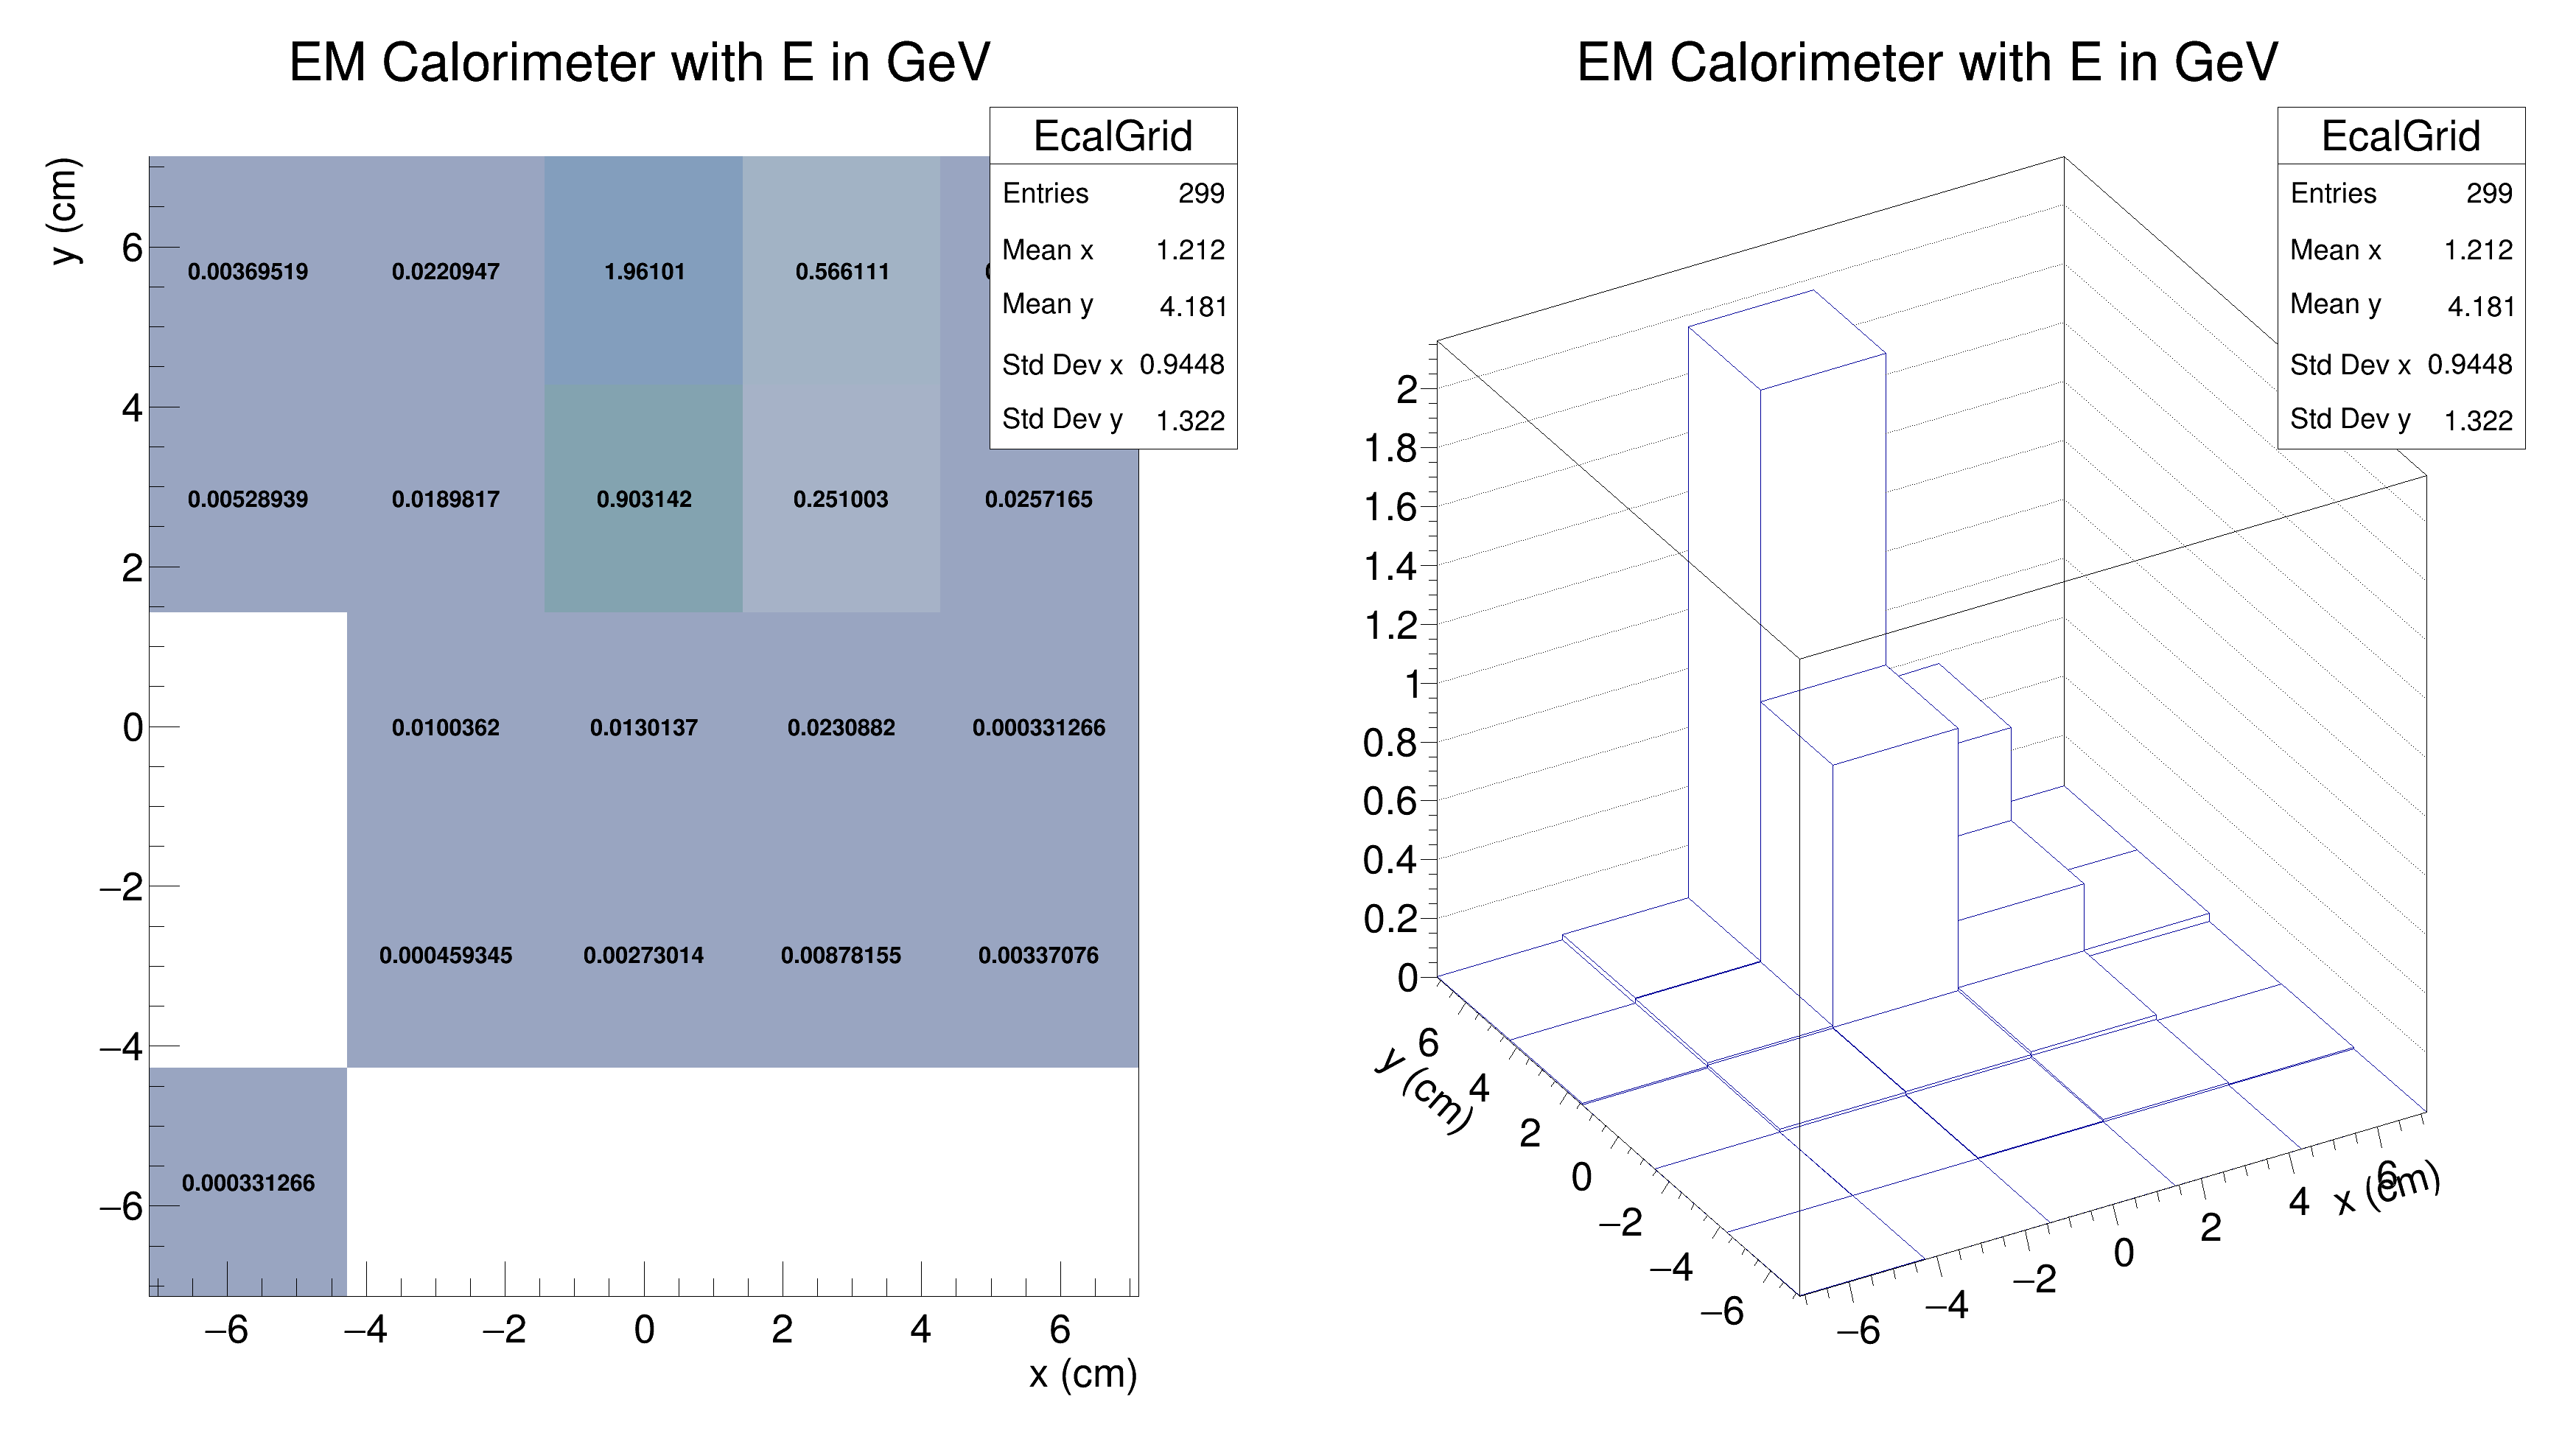 EM Calorimeter with E in GeV
EcalGrid
Entries 299
Mean x 1.212
Mean y 4.181
Std Dev x 0.9448
Std Dev y 1.322
y (cm)
6
4
2
0
−2
−4
−6
0.00369519 0.0220947 1.96101 0.566111
0.00528939 0.0189817 0.903142 0.251003 0.0257165
0.0100362 0.0130137 0.0230882 0.000331266
0.000459345 0.00273014 0.00878155 0.00337076
0.000331266
−6 −4 −2 0 2 4 6
x (cm)
EM Calorimeter with E in GeV
EcalGrid
Entries 299
Mean x 1.212
Mean y 4.181
Std Dev x 0.9448
Std Dev y 1.322
2
1.8
1.6
1.4
1.2
1
0.8
0.6
0.4
0.2
0
y (cm)
6
4
2
0
−2
−4
−6
−6
−4
−2
0
2
4
6
x (cm)